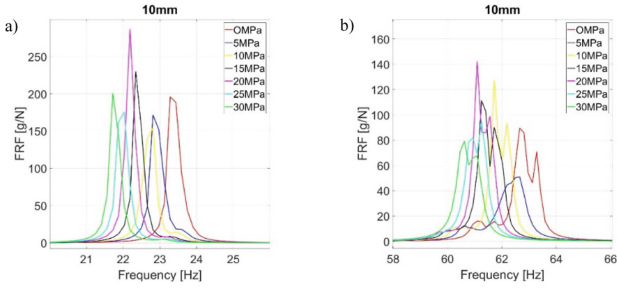 a)
10mm
FRF [g/N]
250
200
150
100
50
0
21 22 23 24 25
Frequency [Hz]
OMPa
5MPa
10MPa
15MPa
20MPa
25MPa
30MPa
b)
10mm
FRF [g/N]
160
140
120
100
80
60
40
20
0
58 60 62 64 66
Frequency [Hz]
OMPa
5MPa
10MPa
15MPa
20MPa
25MPa
30MPa